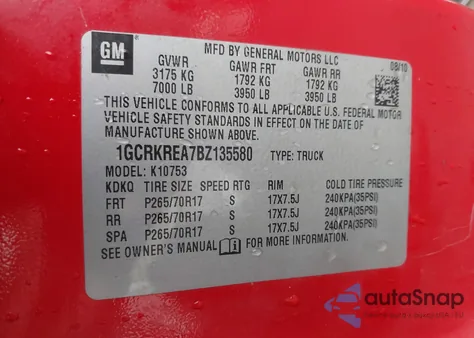 GM
MFD BY GENERAL MOTORS LLC
GVWR GAWR FRT GAWR RR 08/10
3175 KG 1792 KG 1792 KG
7000 LB 3950 LB 3950 LB
THIS VEHICLE CONFORMS TO ALL APPLICABLE U.S. FEDERAL MOTOR
VEHICLE SAFETY STANDARDS IN EFFECT ON THE DATE OF
MANUFACTURE SHOWN ABOVE.
1GCRKREA7BZ135580 TYPE: TRUCK
MODEL: K10753
KDKQ TIRE SIZE SPEED RTG RIM COLD TIRE PRESSURE
FRT P265/70R17 S 17X7.5J 240KPA(35PSI)
RR P265/70R17 S 17X7.5J 240KPA(35PSI)
SPA P265/70R17 S 17X7.5J 240KPA(35PSI)
SEE OWNER'S MANUAL FOR MORE INFORMATION.
autoSnap